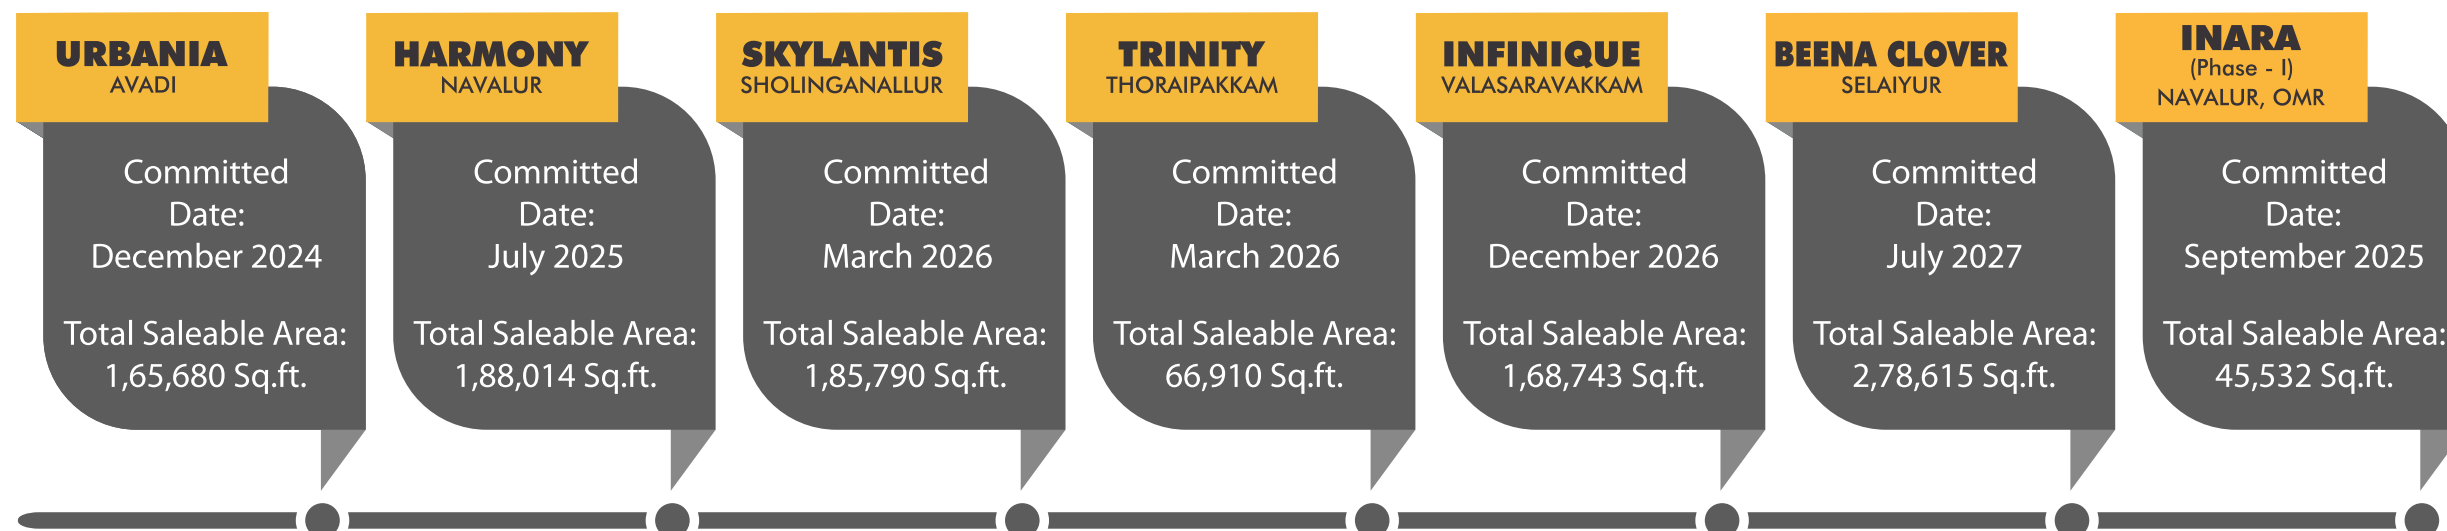 URBANIA
AVADI
Committed
Date:
December 2024
Total Saleable Area:
1,65,680 Sq.ft.
HARMONY
NAVALUR
Committed
Date:
July 2025
Total Saleable Area:
1,88,014 Sq.ft.
SKYLANTIS
SHOLINGANALLUR
Committed
Date:
March 2026
Total Saleable Area:
1,85,790 Sq.ft.
TRINITY
THORAIPAKKAM
Committed
Date:
March 2026
Total Saleable Area:
66,910 Sq.ft.
INFINIQUE
VALASARAVAKKAM
Committed
Date:
December 2026
Total Saleable Area:
1,68,743 Sq.ft.
BEENA CLOVER
SELAIYUR
Committed
Date:
July 2027
Total Saleable Area:
2,78,615 Sq.ft.
INARA
(Phase - I)
NAVALUR, OMR
Committed
Date:
September 2025
Total Saleable Area:
45,532 Sq.ft.